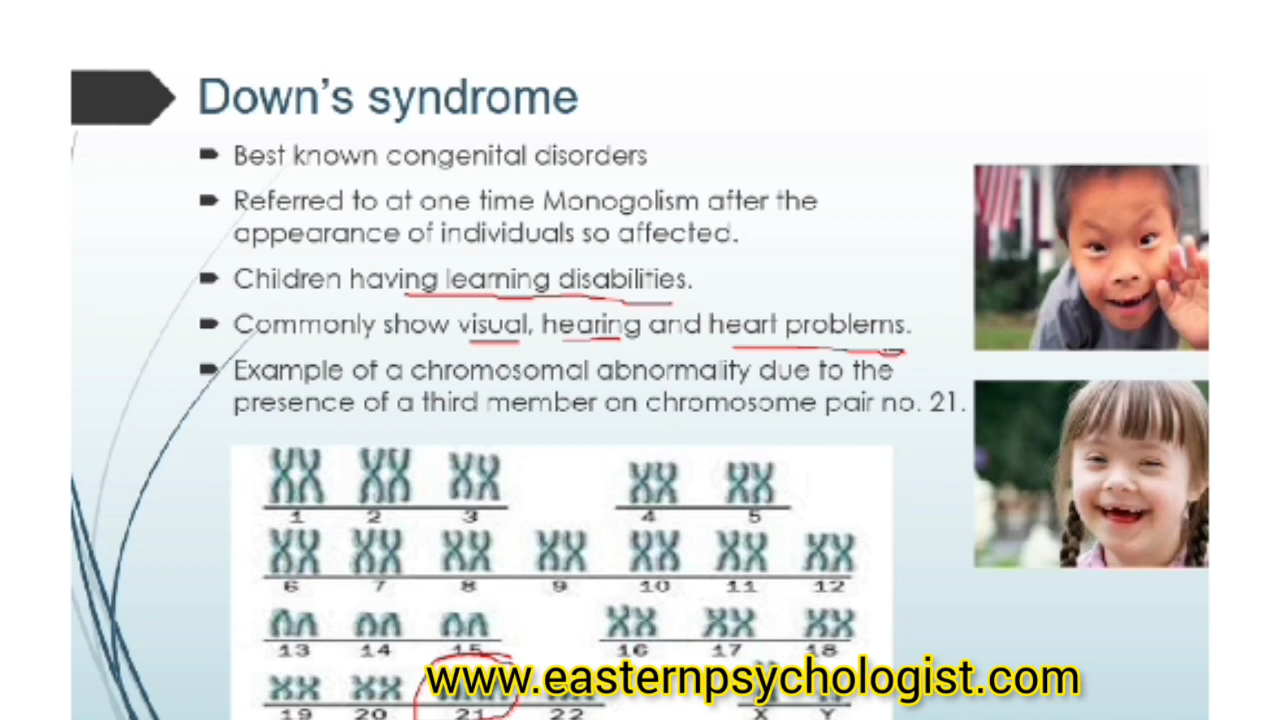 Down's syndrome
Best known congenital disorders
Referred to at one time Monogolism after the
appearance of individuals so affected.
Children having learning disabilities.
Commonly show visual, hearing and heart problems.
Example of a chromosomal abnormality due to the
presence of a third member on chromosome pair no. 21.
1 2 3 4 5
6 7 8 9 10 11 12
13 14 15 16 17 18
www.easternpsychologist.com
19 20 21 22 X Y